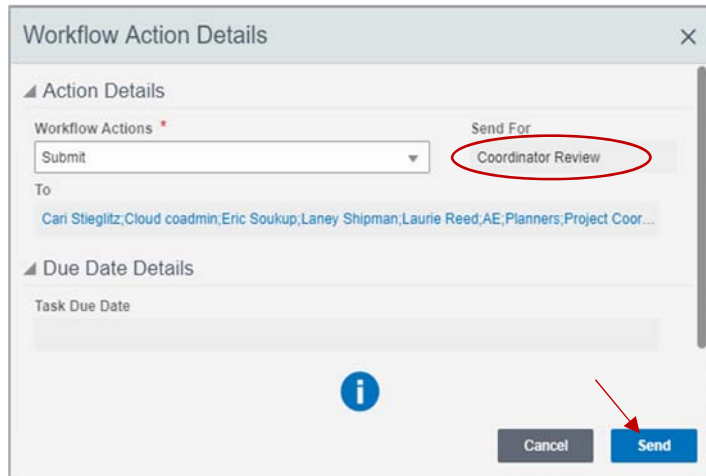 Workflow Action Details
Action Details
Workflow Actions *
Send For
Submit
Coordinator Review
To
Cari Stieglitz;Cloud coadmin;Eric Soukup;Laney Shipman;Laurie Reed;AE;Planners;Project Coor...
Due Date Details
Task Due Date
i
Cancel
Send